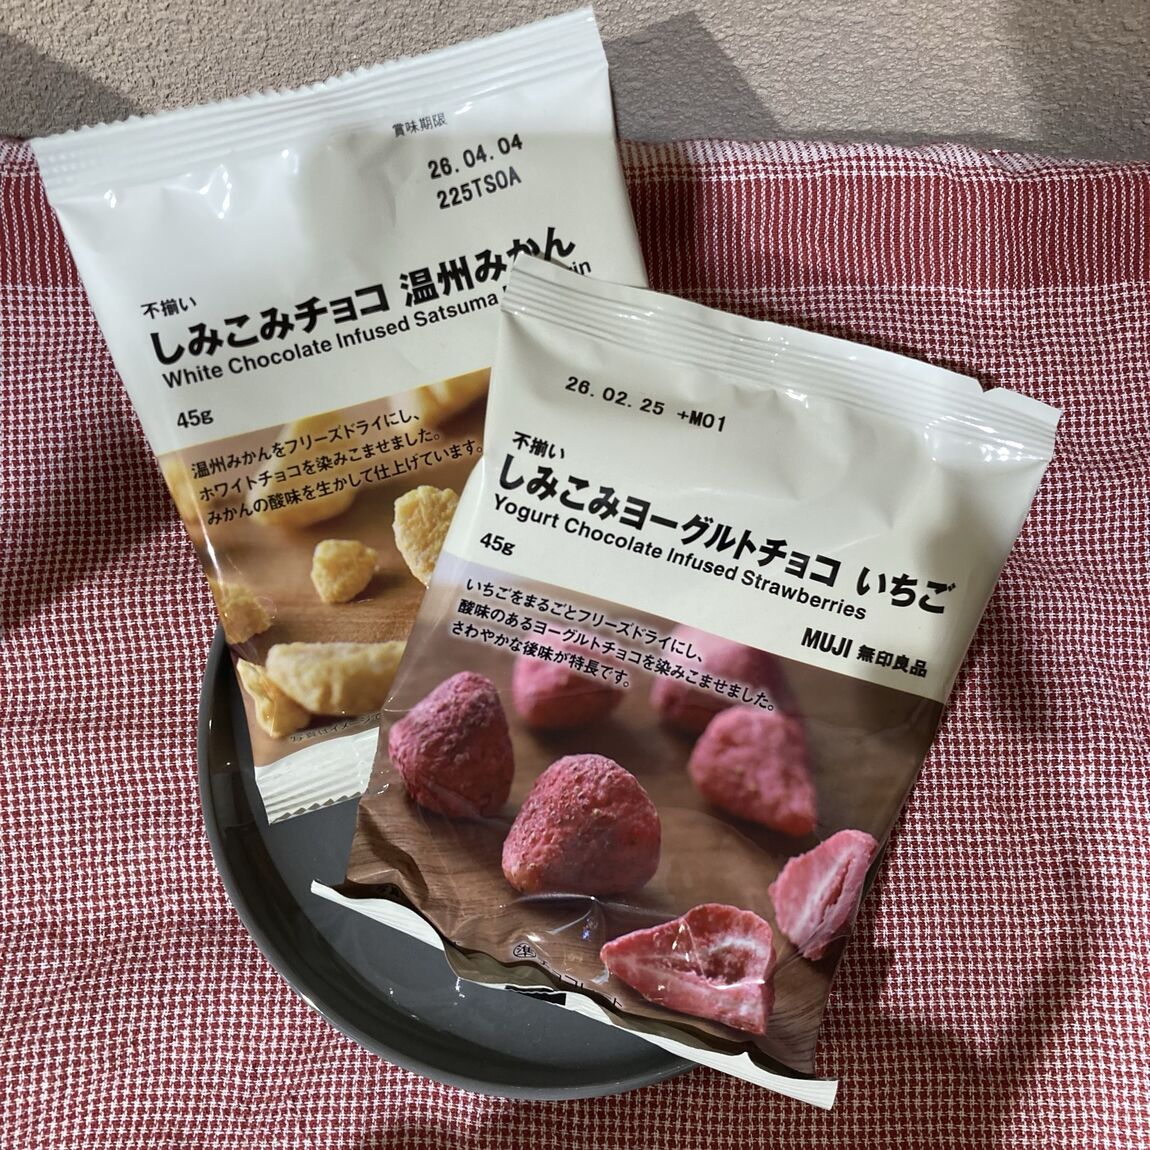 賞味期限
26.04.04
225TSOA
不揃い
しみこみチョコ 温州みかん
White Chocolate Infused Satsuma
45g
温州みかんをフリーズドライにし、
ホワイトチョコを染みこませました。
みかんの酸味を生かして仕上げています。
26.02.25 +M01
不揃い
しみこみヨーグルトチョコ いちご
Yogurt Chocolate Infused Strawberries
45g
MUJI 無印良品
いちごをまるごとフリーズドライにし、
酸味のあるヨーグルトチョコを染みこませました。
さわやかな後味が特長です。
準チョコレート